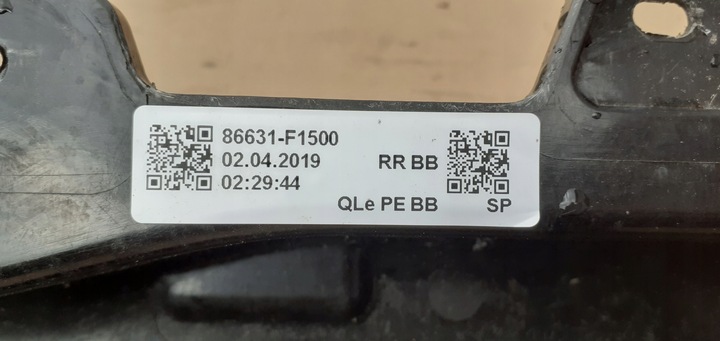 86631-F1500
02.04.2019 RR BB
02:29:44
QLe PE BB SP